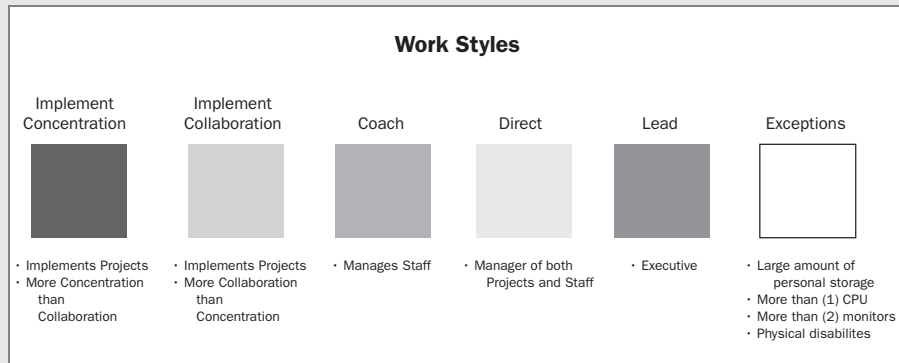 Work Styles
Implement
Concentration
Implement
Collaboration
Coach
Direct
Lead
Exceptions
· Implements Projects
· More Concentration
than
Collaboration
· Implements Projects
· More Collaboration
than
Concentration
· Manages Staff
· Manager of both
Projects and Staff
· Executive
· Large amount of
personal storage
· More than (1) CPU
· More than (2) monitors
· Physical disabilites